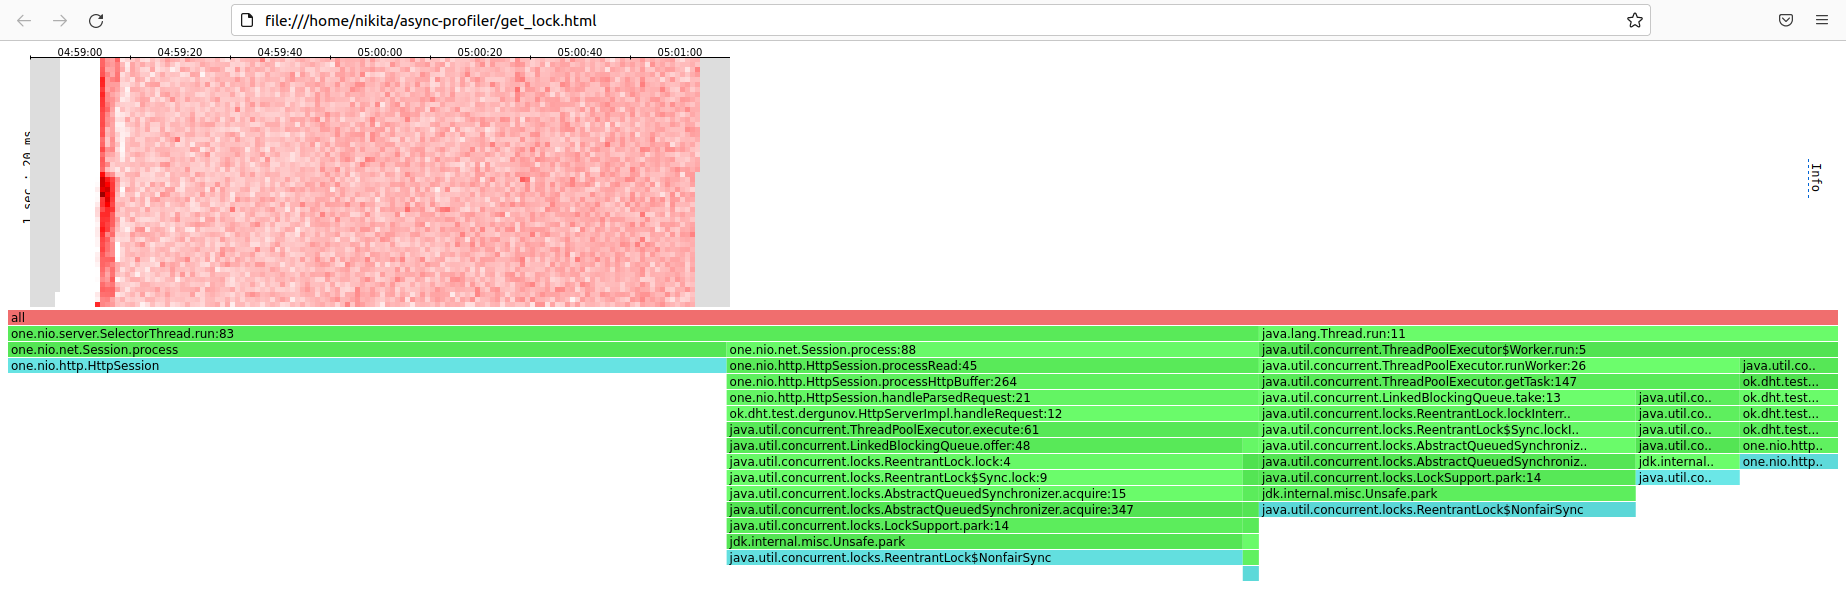 file:///home/nikita/async-profiler/get_lock.html
04:59:00 04:59:20 04:59:40 05:00:00 05:00:20 05:00:40 05:01:00
1 sec : 20 ms
Info
all
one.nio.server.SelectorThread.run:83 java.lang.Thread.run:11
one.nio.net.Session.process one.nio.net.Session.process:88 java.util.concurrent.ThreadPoolExecutor$Worker.run:5
one.nio.http.HttpSession one.nio.http.HttpSession.processRead:45 java.util.concurrent.ThreadPoolExecutor.runWorker:26 java.util.co..
one.nio.http.HttpSession.processHttpBuffer:264 java.util.concurrent.ThreadPoolExecutor.getTask:147 ok.dht.test...
one.nio.http.HttpSession.handleParsedRequest:21 java.util.concurrent.LinkedBlockingQueue.take:13 java.util.co.. ok.dht.test...
ok.dht.test.dergunov.HttpServerImpl.handleRequest:12 java.util.concurrent.locks.ReentrantLock.lockInterr.. java.util.co.. ok.dht.test...
java.util.concurrent.ThreadPoolExecutor.execute:61 java.util.concurrent.locks.ReentrantLock$Sync.lockI.. java.util.co.. ok.dht.test...
java.util.concurrent.LinkedBlockingQueue.offer:48 java.util.concurrent.locks.AbstractQueuedSynchroniz.. java.util.co.. one.nio.http..
java.util.concurrent.locks.ReentrantLock.lock:4 java.util.concurrent.locks.AbstractQueuedSynchroniz.. jdk.internal.. one.nio.http..
java.util.concurrent.locks.ReentrantLock$Sync.lock:9 java.util.concurrent.locks.LockSupport.park:14 java.util.co..
java.util.concurrent.locks.AbstractQueuedSynchronizer.acquire:15 jdk.internal.misc.Unsafe.park
java.util.concurrent.locks.AbstractQueuedSynchronizer.acquire:347 java.util.concurrent.locks.ReentrantLock$NonfairSync
java.util.concurrent.locks.LockSupport.park:14
jdk.internal.misc.Unsafe.park
java.util.concurrent.locks.ReentrantLock$NonfairSync